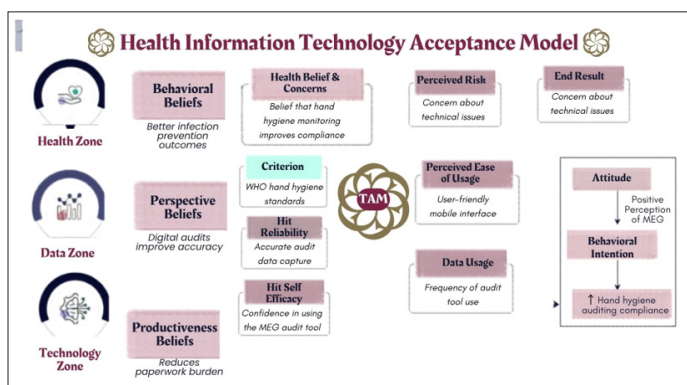 Health Information Technology Acceptance Model
Health Zone
Behavioral
Beliefs
Better infection
prevention
outcomes
Health Belief &
Concerns
Belief that hand
hygiene monitoring
improves compliance
Perceived Risk
Concern about
technical issues
End Result
Concern about
technical issues
Data Zone
Perspective
Beliefs
Digital audits
improve accuracy
Criterion
WHO hand hygiene
standards
Hit
Reliability
Accurate audit
data capture
TAM
Perceived Ease
of Usage
User-friendly
mobile interface
Data Usage
Frequency of audit
tool use
Technology
Zone
Productiveness
Beliefs
Reduces
paperwork burden
Hit Self
Efficacy
Confidence in using
the MEG audit tool
Attitude
Positive
Perception
of MEG
Behavioral
Intention
↑ Hand hygiene
auditing compliance